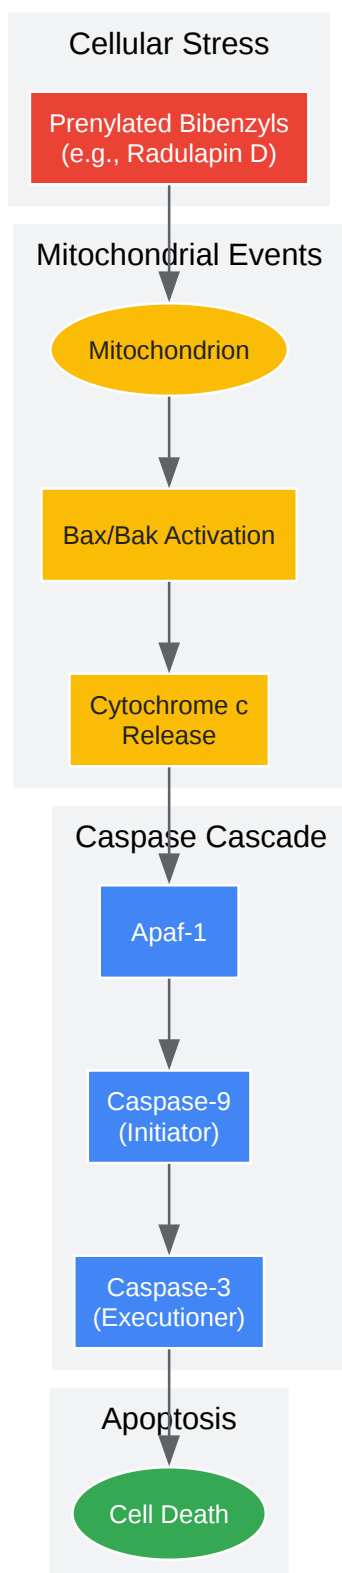 Cellular Stress
Prenylated Bibenzyls
(e.g., Radulapin D)
Mitochondrial Events
Mitochondrion
Bax/Bak Activation
Cytochrome c
Release
Caspase Cascade
Apaf-1
Caspase-9
(Initiator)
Caspase-3
(Executioner)
Apoptosis
Cell Death